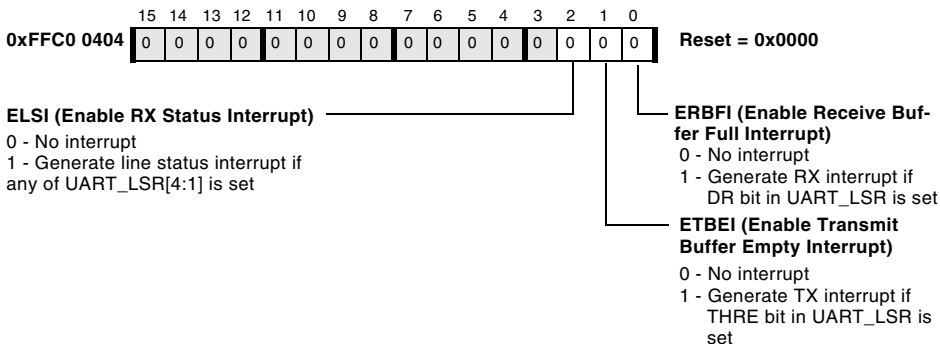 15 14 13 12 11 10 9 8 7 6 5 4 3 2 1 0
0xFFC0 0404 0 0 0 0 0 0 0 0 0 0 0 0 0 0 0 0 Reset = 0x0000
ELSI (Enable RX Status Interrupt)
0 - No interrupt
1 - Generate line status interrupt if
any of UART_LSR[4:1] is set
ERBFI (Enable Receive Buf-
fer Full Interrupt)
0 - No interrupt
1 - Generate RX interrupt if
DR bit in UART_LSR is set
ETBEI (Enable Transmit
Buffer Empty Interrupt)
0 - No interrupt
1 - Generate TX interrupt if
THRE bit in UART_LSR is
set